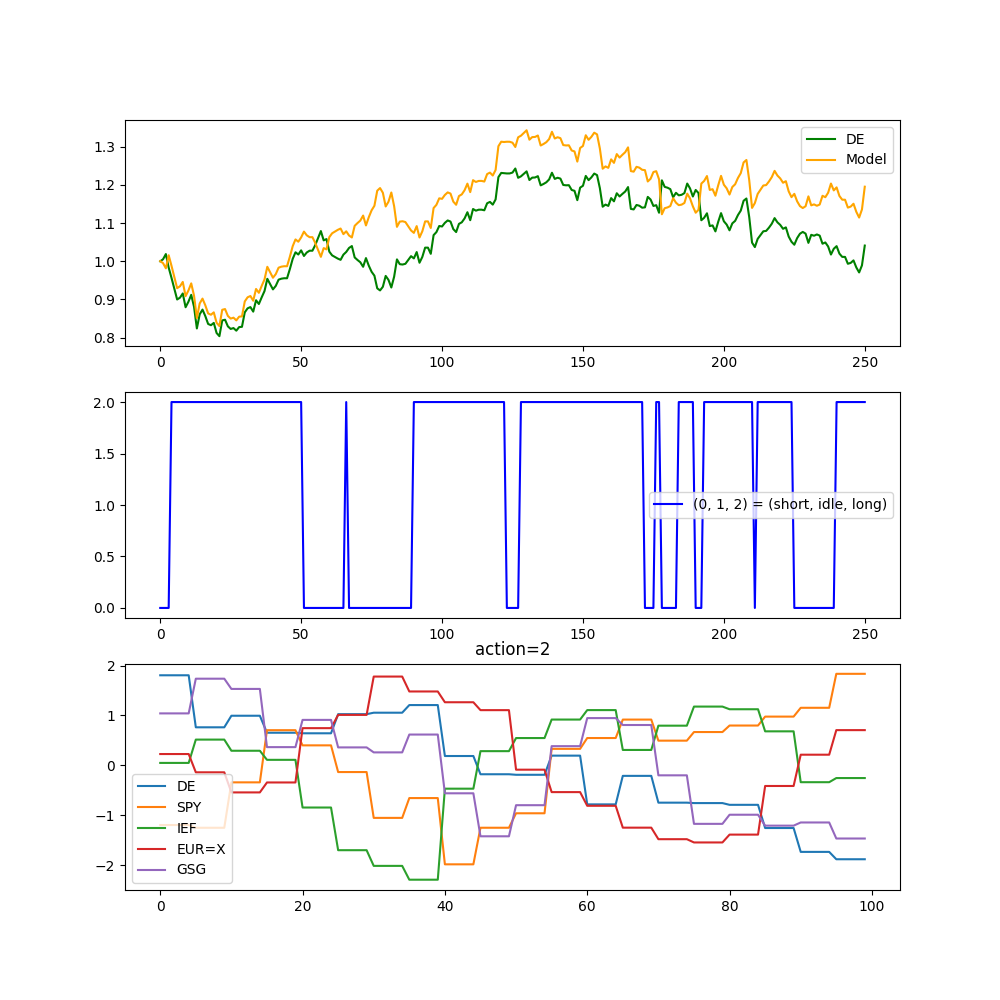 1.3
1.2
1.1
1.0
0.9
0.8
DE
Model
0 50 100 150 200 250
2.0
1.5
1.0
0.5
0.0
(0, 1, 2) = (short, idle, long)
0 50 100 150 200 250
action=2
2
1
0
−1
−2
DE
SPY
IEF
EUR=X
GSG
0 20 40 60 80 100